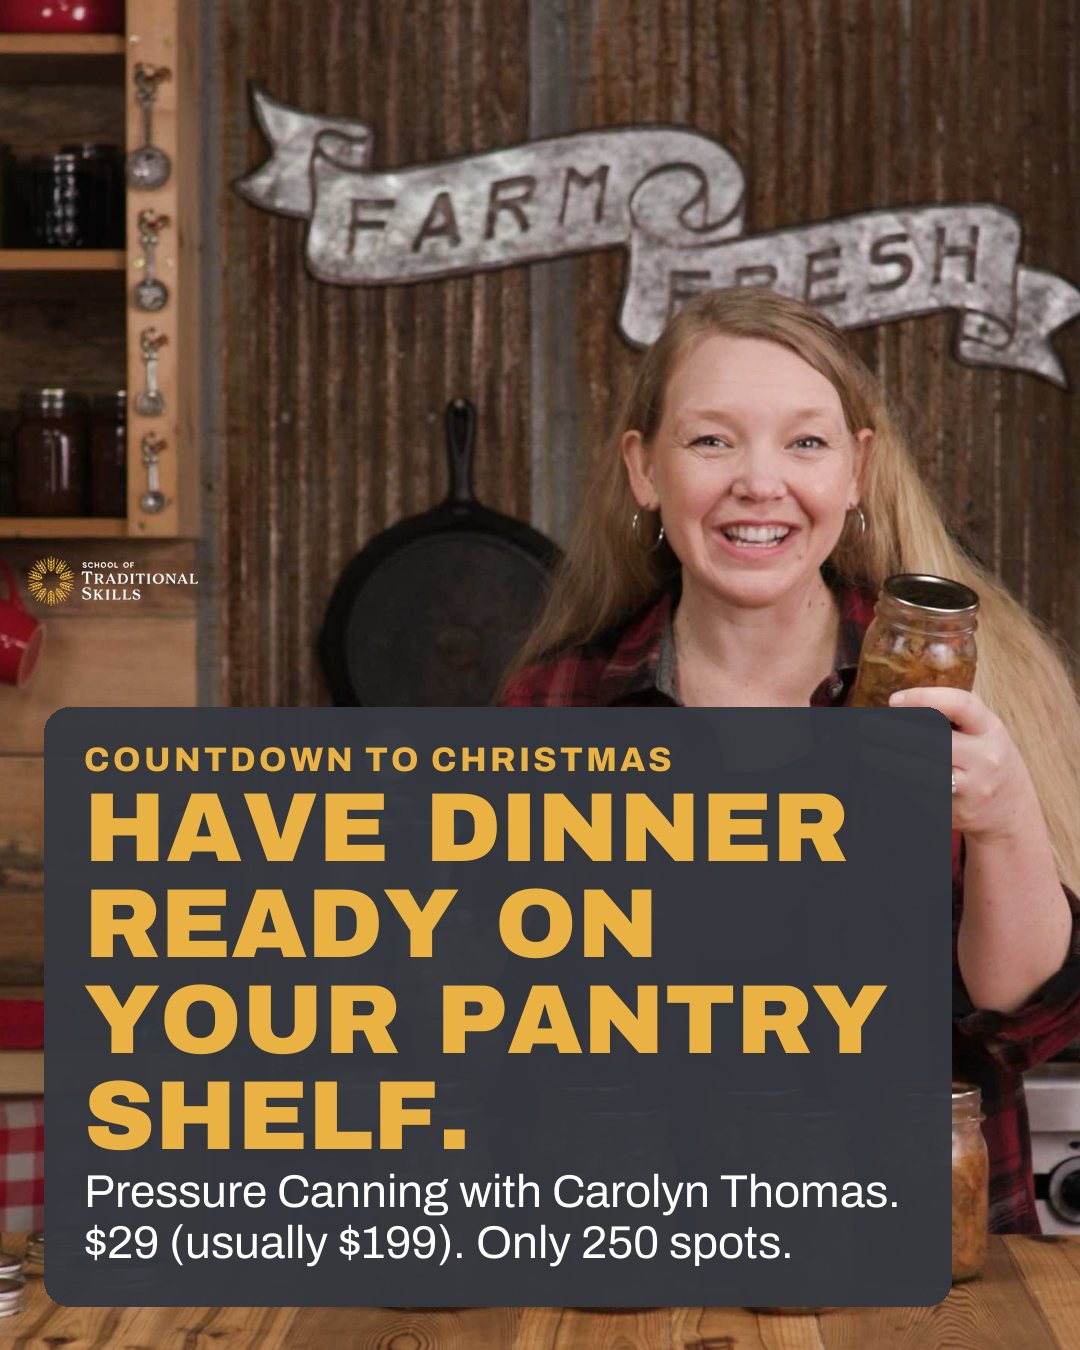 FARM
FRESH
SCHOOL OF
TRADITIONAL
SKILLS
COUNTDOWN TO CHRISTMAS
HAVE DINNER
READY ON
YOUR PANTRY
SHELF.
Pressure Canning with Carolyn Thomas.
$29 (usually $199). Only 250 spots.